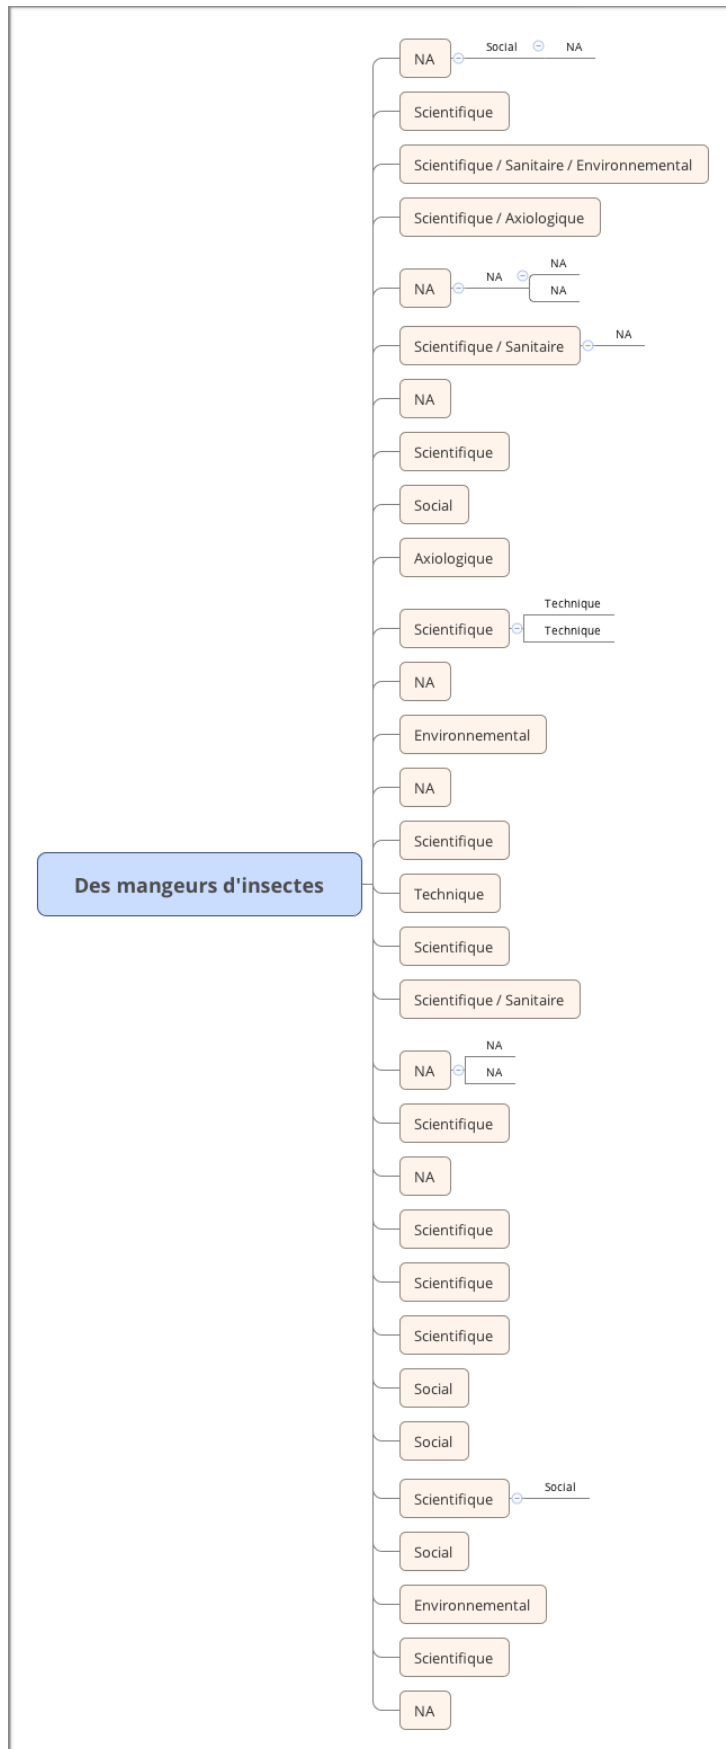 NA
Social
NA
Scientifique
Scientifique / Sanitaire / Environnemental
Scientifique / Axiologique
NA
NA
NA
NA
Scientifique / Sanitaire
NA
NA
Scientifique
Social
Axiologique
Scientifique
Technique
Technique
NA
Environnemental
NA
Scientifique
Des mangeurs d'insectes
Technique
Scientifique
Scientifique / Sanitaire
NA
NA
NA
Scientifique
NA
Scientifique
Scientifique
Scientifique
Social
Social
Scientifique
Social
Social
Environnemental
Scientifique
NA